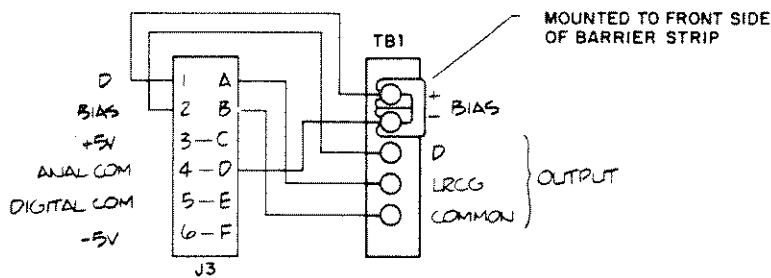 MOUNTED TO FRONT SIDE
OF BARRIER STRIP
TB1
D 1 A
BIAS 2 B
+5V 3-C
ANAL COM 4-D
DIGITAL COM 5-E
-5V 6-F
J3
+
- BIAS
D
LRCG
COMMON
OUTPUT